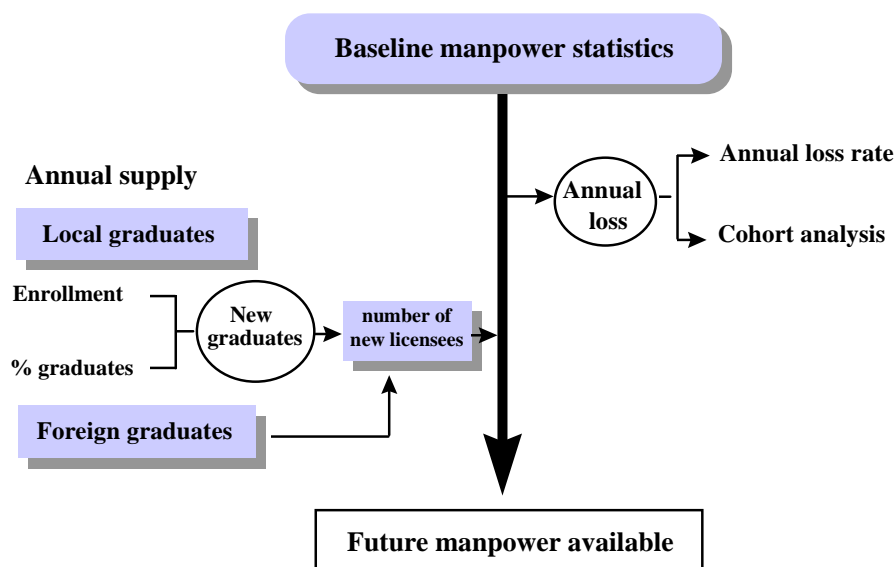 Baseline manpower statistics
Annual supply
Local graduates
Enrollment
% graduates
New
graduates
number of
new licensees
Foreign graduates
Annual
loss
Annual loss rate
Cohort analysis
Future manpower available